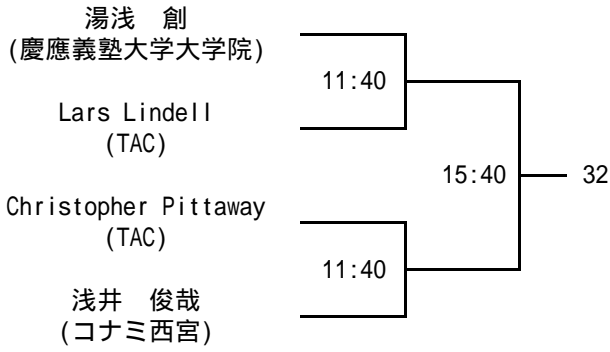 湯浅　創
(慶應義塾大学大学院)
11:40
Lars Lindell
(TAC)
15:40
32
Christopher Pittaway
(TAC)
11:40
浅井　俊哉
(コナミ西宮)